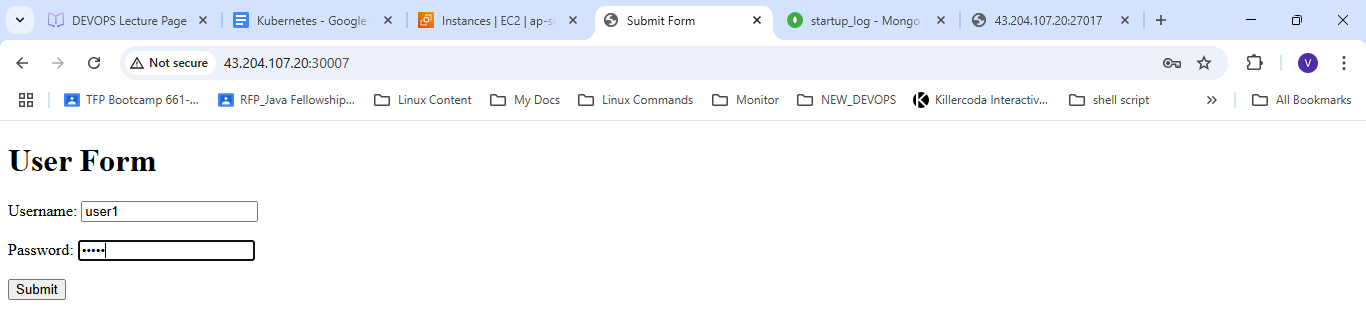 DEVOPS Lecture Page
Kubernetes - Google
Instances | EC2 | ap-sc
Submit Form
startup_log - Mongo
43.204.107.20:27017
Not secure
43.204.107.20:30007
V
TFP Bootcamp 661-...
RFP_Java Fellowship...
Linux Content
My Docs
Linux Commands
Monitor
NEW_DEVOPS
Killercoda Interactiv...
shell script
All Bookmarks
User Form
Username: user1
Password: •••••
Submit